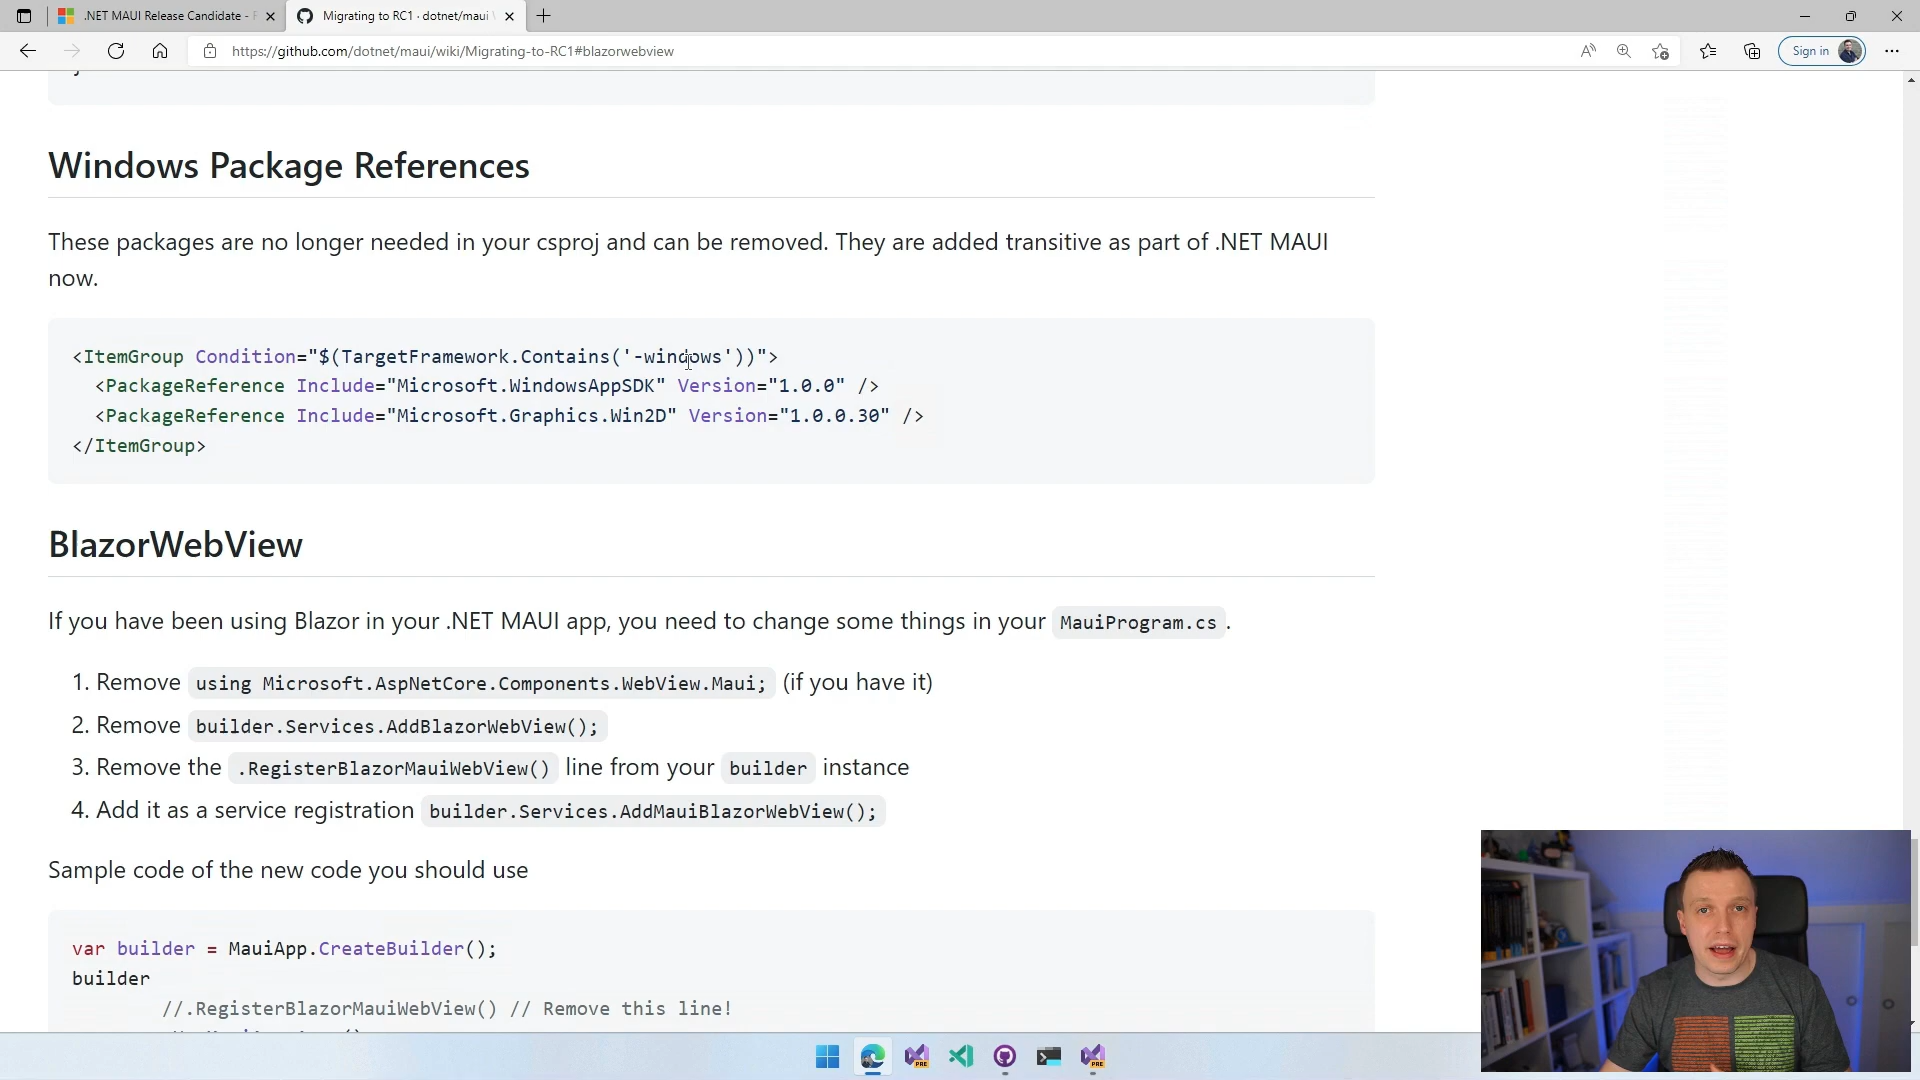 .NET MAUI Release Candidate -
Migrating to RC1 · dotnet/maui
https://github.com/dotnet/maui/wiki/Migrating-to-RC1#blazorwebview
Sign in
Windows Package References
These packages are no longer needed in your csproj and can be removed. They are added transitive as part of .NET MAUI
now.
<ItemGroup Condition="$(TargetFramework.Contains('-windows'))">
<PackageReference Include="Microsoft.WindowsAppSDK" Version="1.0.0" />
<PackageReference Include="Microsoft.Graphics.Win2D" Version="1.0.0.30" />
</ItemGroup>
BlazorWebView
If you have been using Blazor in your .NET MAUI app, you need to change some things in your MauiProgram.cs.
1. Remove using Microsoft.AspNetCore.Components.WebView.Maui; (if you have it)
2. Remove builder.Services.AddBlazorWebView();
3. Remove the .RegisterBlazorMauiWebView() line from your builder instance
4. Add it as a service registration builder.Services.AddMauiBlazorWebView();
Sample code of the new code you should use
var builder = MauiApp.CreateBuilder();
builder
//.RegisterBlazorMauiWebView() // Remove this line!
PRE
PRE